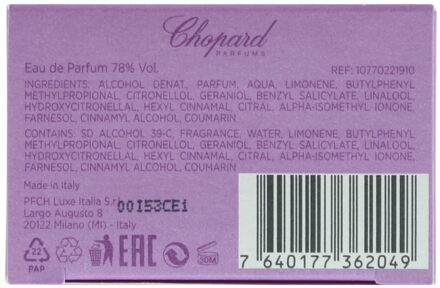 Chopard
PARFUMS
Eau de Parfum 78% Vol.
REF: 10770221910
INGREDIENTS: ALCOHOL DENAT., PARFUM, AQUA, LIMONENE, BUTYLPHENYL
METHYLPROPIONAL, CITRONELLOL, GERANIOL, BENZYL SALICYLATE, LINALOOL,
HYDROXYCITRONELLAL, HEXYL CINNAMAL, CITRAL, ALPHA-ISOMETHYL IONONE,
FARNESOL, CINNAMYL ALCOHOL, COUMARIN
CONTAINS: SD ALCOHOL 39-C, FRAGRANCE, WATER, LIMONENE, BUTYLPHENYL
METHYLPROPIONAL, CITRONELLOL, GERANIOL, BENZYL SALICYLATE, LINALOOL,
HYDROXYCITRONELLAL, HEXYL CINNAMAL, CITRAL, ALPHA-ISOMETHYL IONONE,
FARNESOL, CINNAMYL ALCOHOL, COUMARIN
Made in Italy
PFCH Luxe Italia S.r
00153CE1
Largo Augusto 8
20122 Milano (MI) - Italy
22
PAP
EAC
30M
7 640177 362049